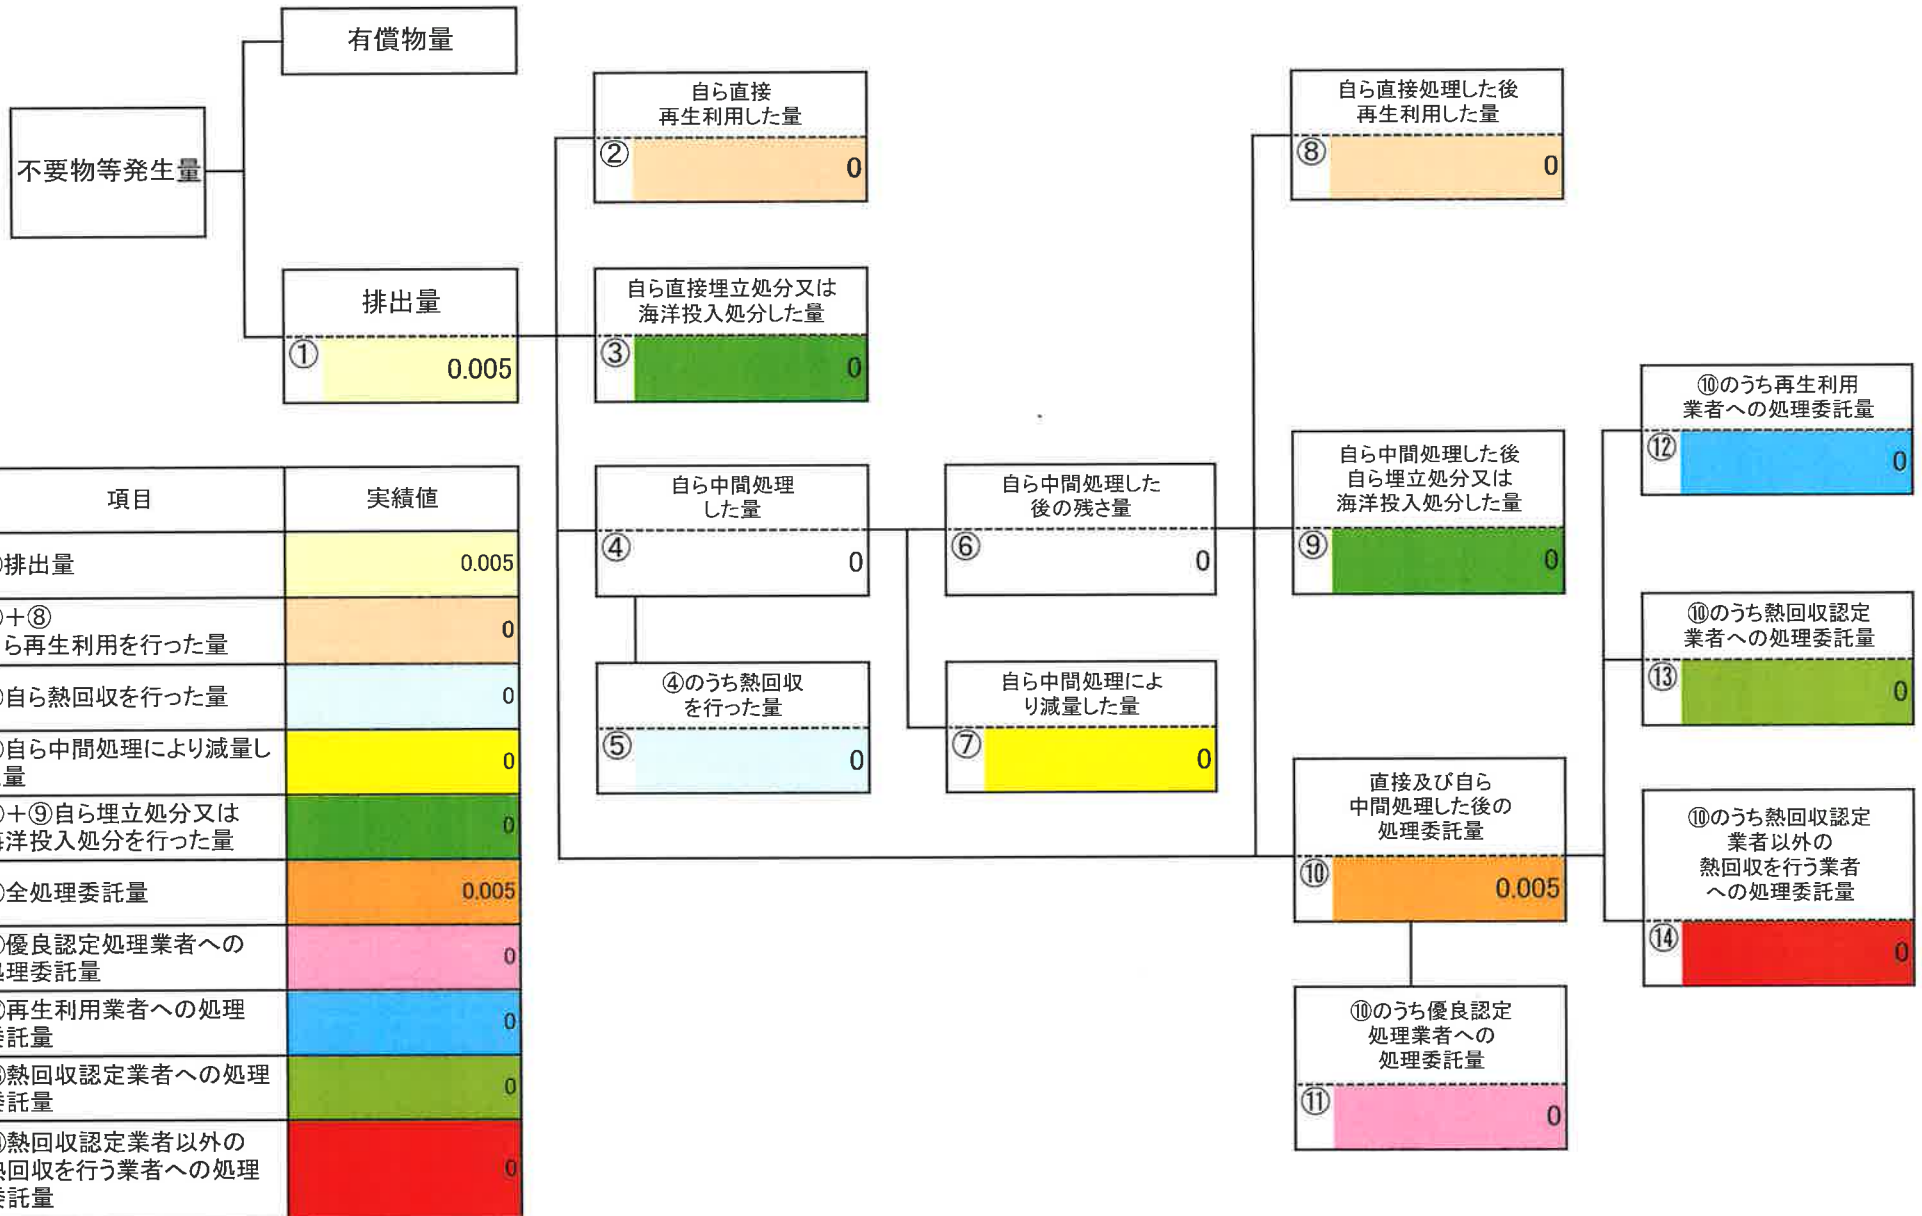 有償物量
不要物等発生量
排出量
①
0.005
自ら直接
再生利用した量
②
0
自ら直接埋立処分又は
海洋投入処分した量
③
0
自ら中間処理
した量
④
0
④のうち熱回収
を行った量
⑤
0
自ら中間処理した
後の残さ量
⑥
0
自ら中間処理によ
り減量した量
⑦
0
自ら直接処理した後
再生利用した量
⑧
0
自ら中間処理した後
自ら埋立処分又は
海洋投入処分した量
⑨
0
直接及び自ら
中間処理した後の
処理委託量
⑩
0.005
⑩のうち優良認定
処理業者への
処理委託量
⑪
0
⑩のうち再生利用
業者への処理委託量
⑫
0
⑩のうち熱回収認定
業者への処理委託量
⑬
0
⑩のうち熱回収認定
業者以外の
熱回収を行う業者
への処理委託量
⑭
0
項目 実績値
排出量 0.005
+⑧
ら再生利用を行った量 0
自ら熱回収を行った量 0
自ら中間処理により減量し
量 0
+⑨自ら埋立処分又は
海洋投入処分を行った量 0
全処理委託量 0.005
優良認定処理業者への
処理委託量 0
再生利用業者への処理
委託量 0
熱回収認定業者への処理
委託量 0
熱回収認定業者以外の
熱回収を行う業者への処理
委託量 0